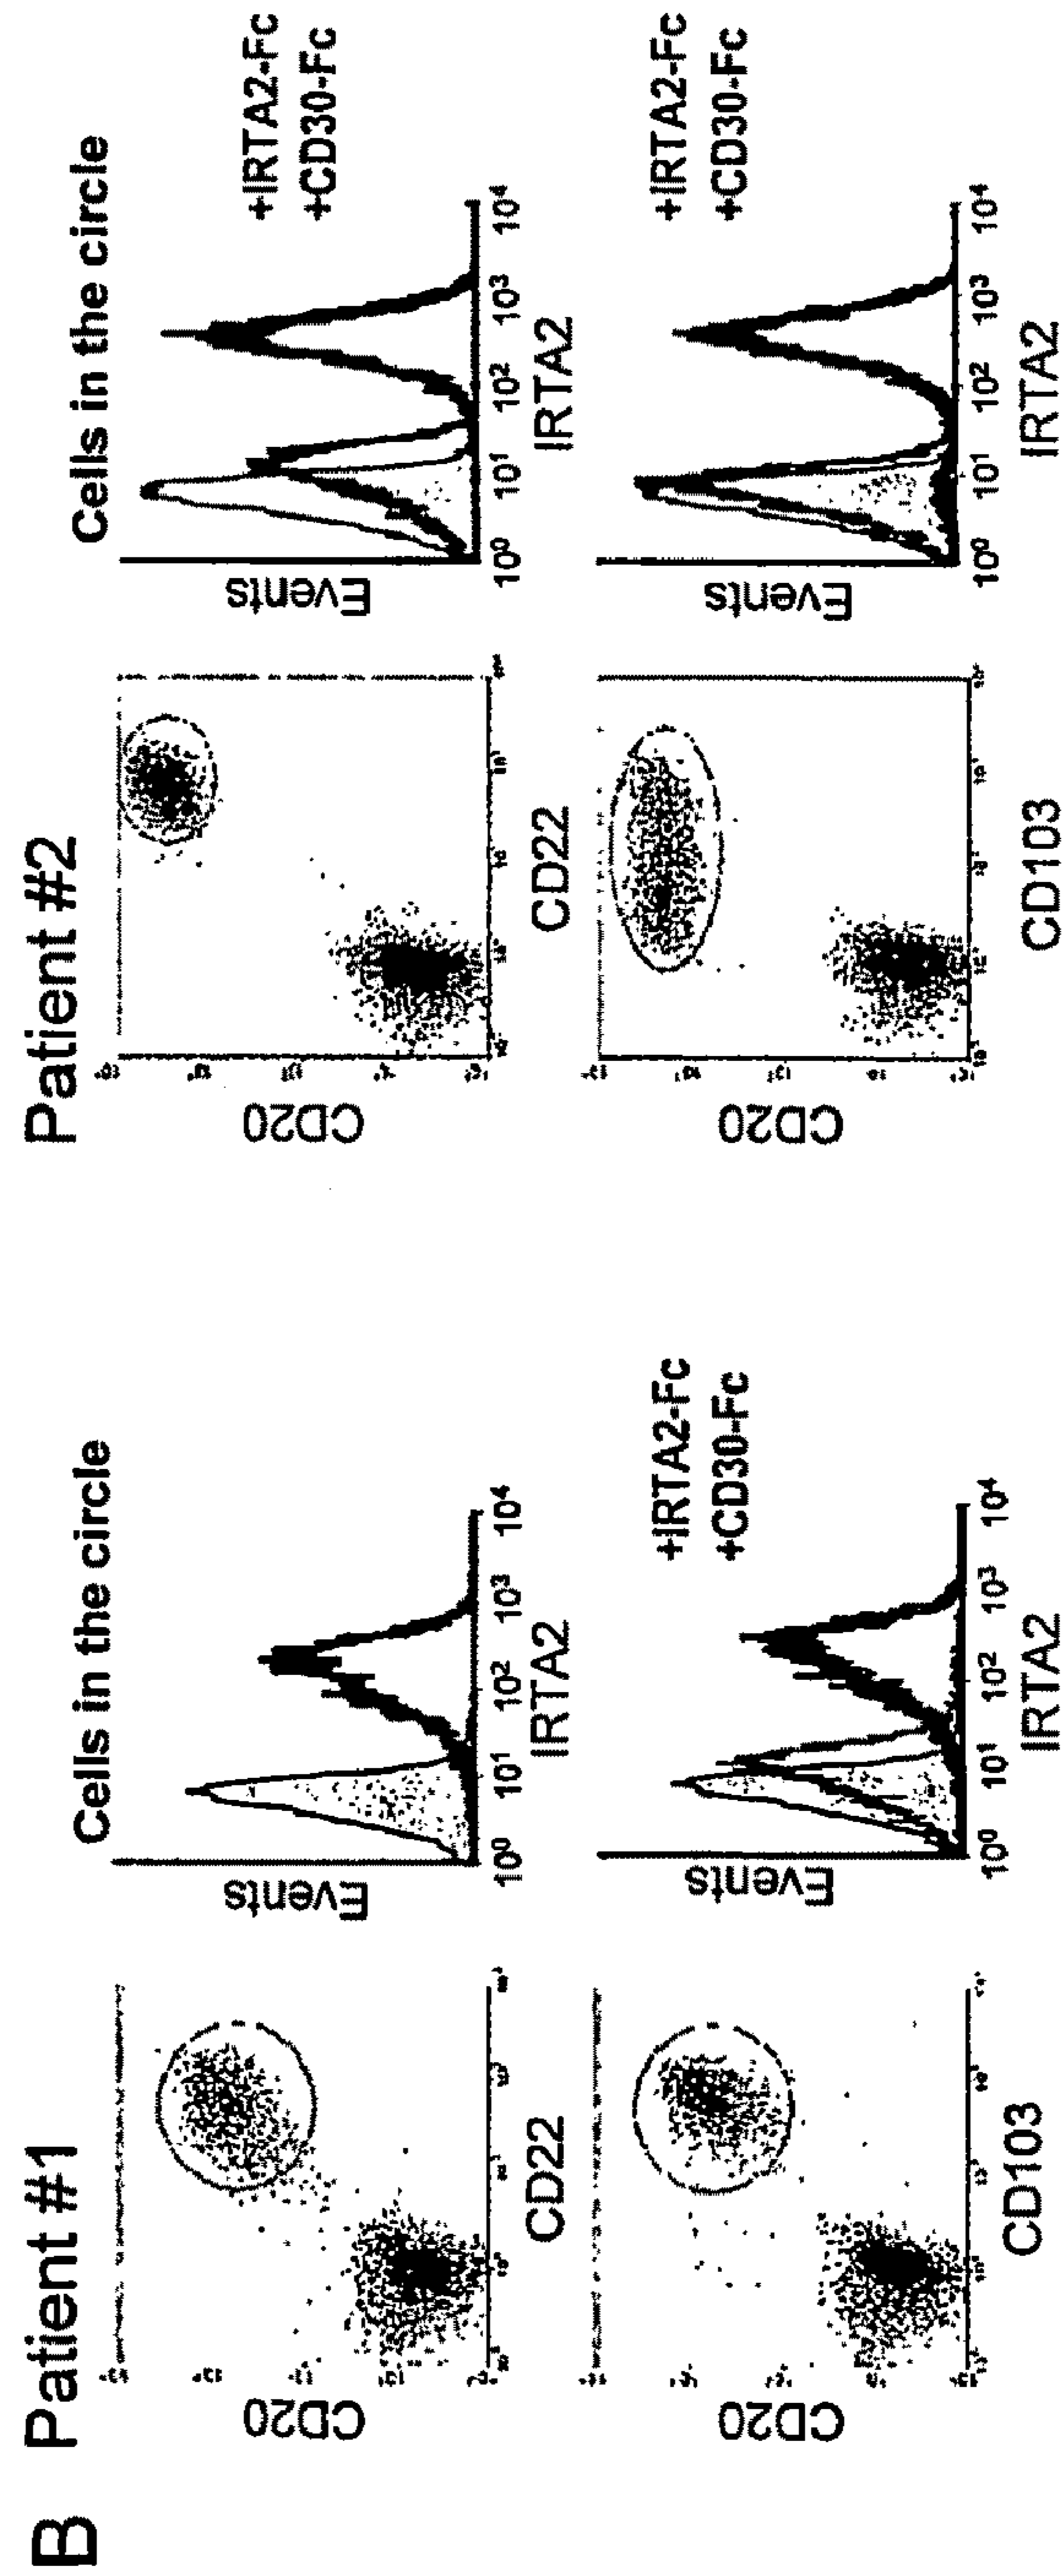 B Patient #1
Patient #2
Cells in the circle
Cells in the circle
CD20
CD22
Events
10⁰ 10¹ 10² 10³ 10⁴
IRTA2
CD20
CD22
Events
10⁰ 10¹ 10² 10³ 10⁴
IRTA2
+IRTA2-Fc
+CD30-Fc
CD20
CD103
Events
10⁰ 10¹ 10² 10³ 10⁴
IRTA2
+IRTA2-Fc
+CD30-Fc
CD20
CD103
Events
10⁰ 10¹ 10² 10³ 10⁴
IRTA2
+IRTA2-Fc
+CD30-Fc